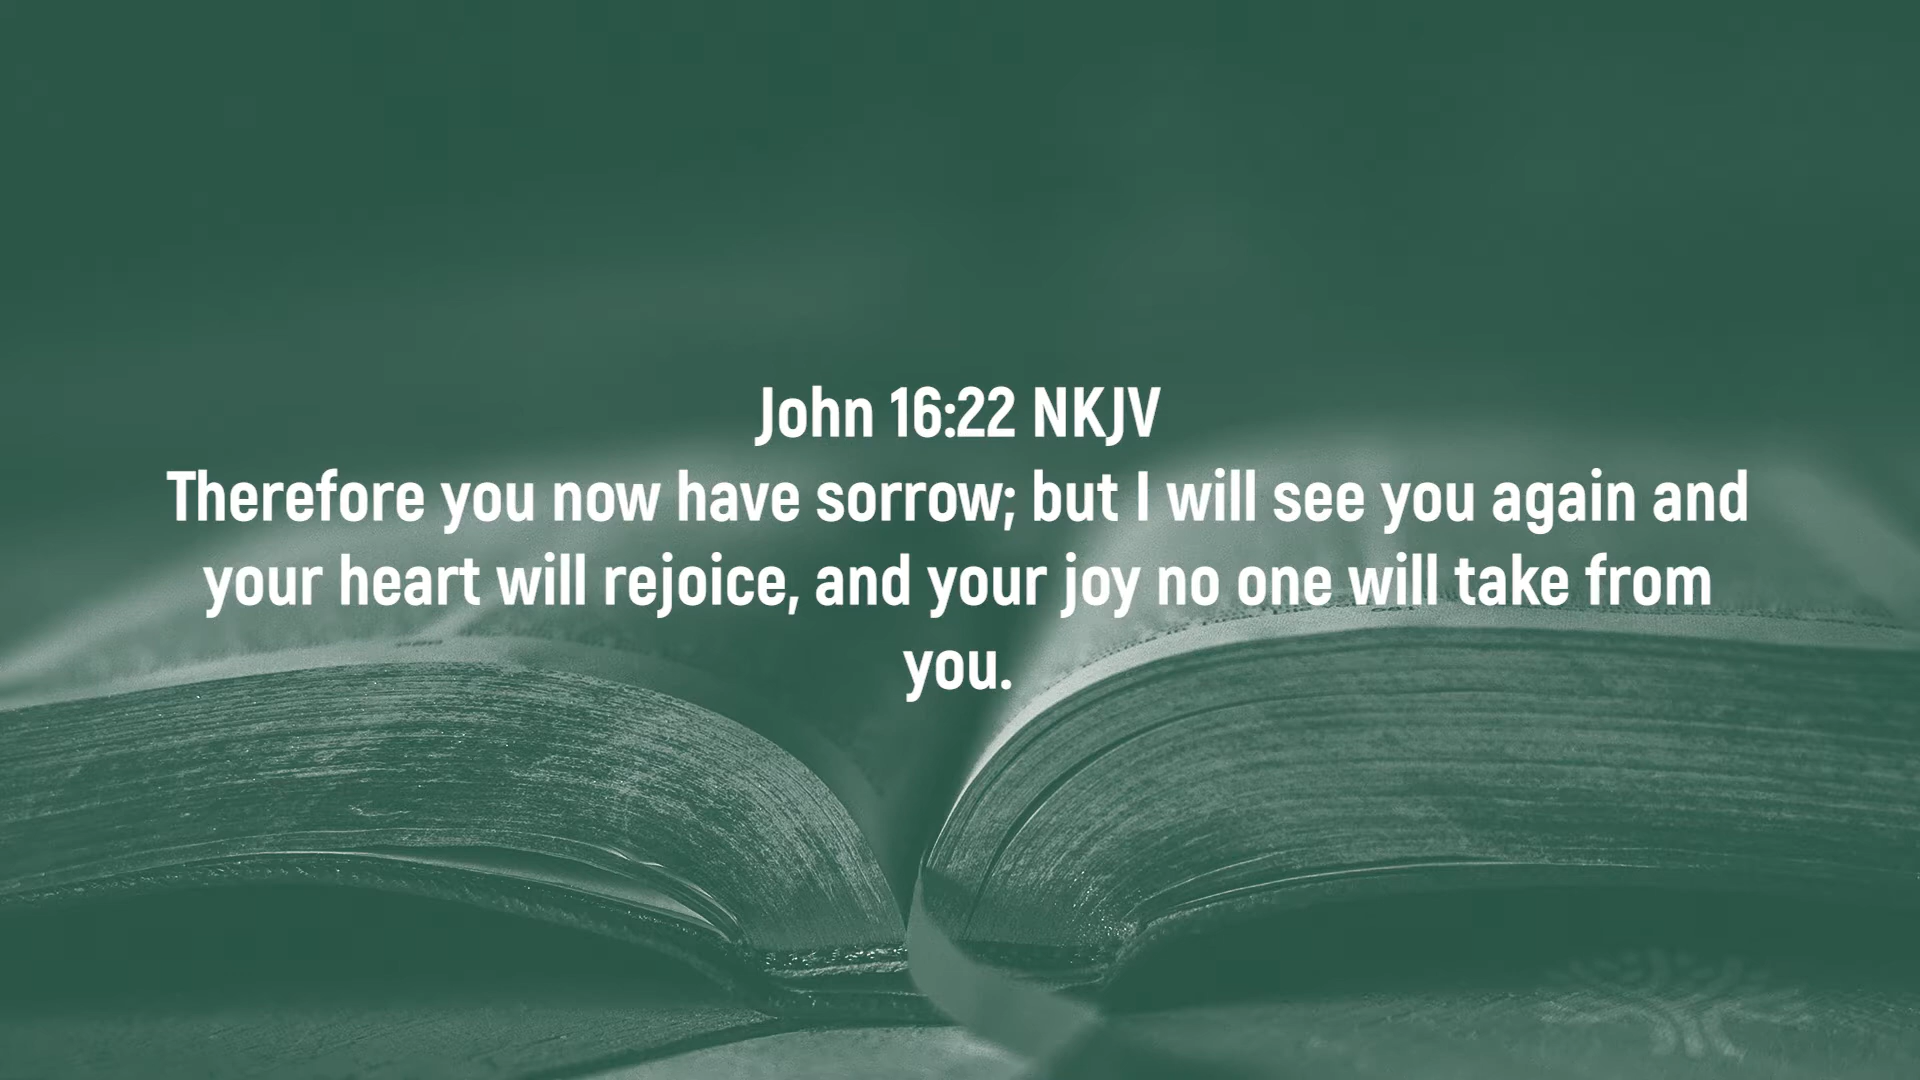 John 16:22 NKJV
Therefore you now have sorrow; but I will see you again and
your heart will rejoice, and your joy no one will take from
you.